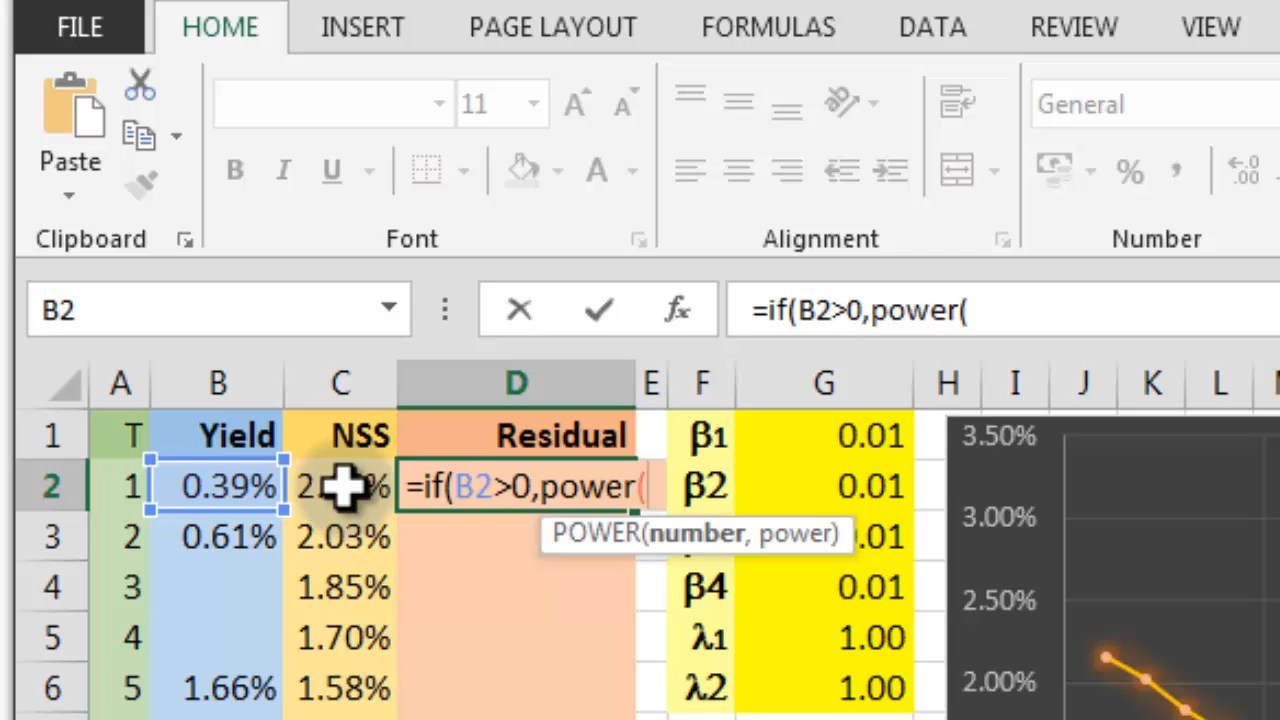 FILE HOME INSERT PAGE LAYOUT FORMULAS DATA REVIEW VIEW
11 A A General
Paste B I U A % , ←.0 .00
Clipboard Font Alignment Number
B2 fx =if(B2>0,power(
A B C D E F G H I J K L
1 T Yield NSS Residual β1 0.01 3.50%
2 1 0.39% =if(B2>0,power( β2 0.01
POWER(number, power)
3 2 0.61% 2.03% .01 3.00%
4 3 1.85% β4 0.01 2.50%
5 4 1.70% λ1 1.00
6 5 1.66% 1.58% λ2 1.00 2.00%